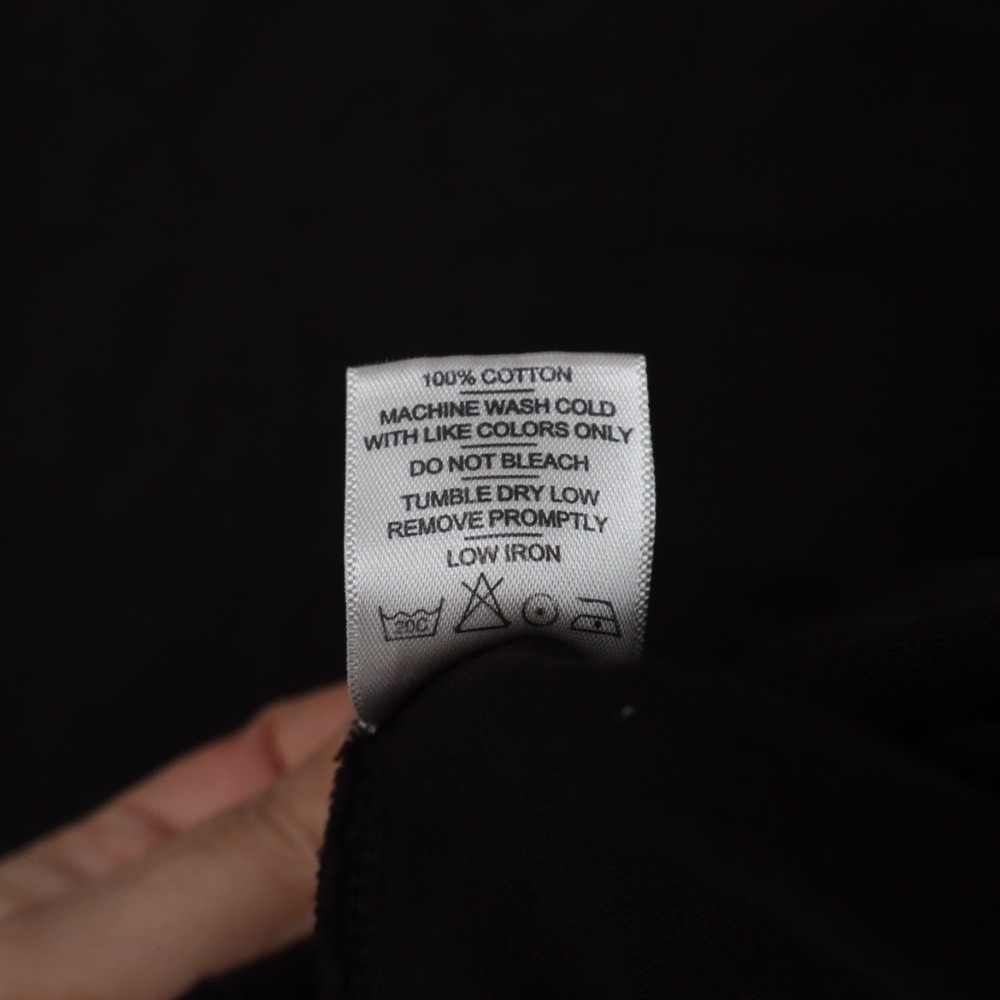 100% COTTON
MACHINE WASH COLD
WITH LIKE COLORS ONLY
DO NOT BLEACH
TUMBLE DRY LOW
REMOVE PROMPTLY
LOW IRON
30C